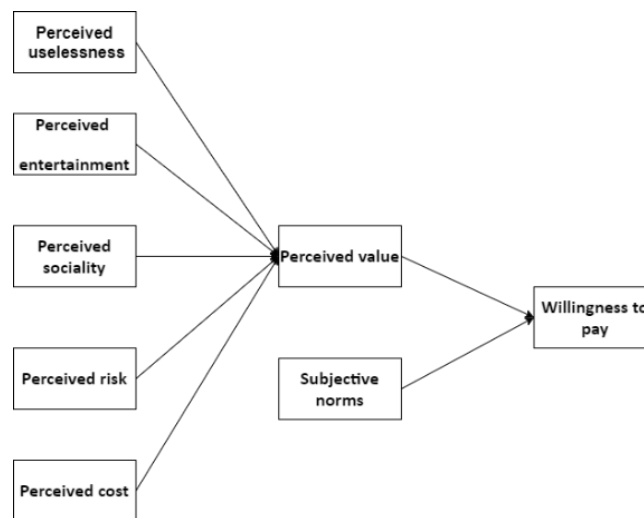 Perceived
uselessness
Perceived
entertainment
Perceived
sociality
Perceived value
Willingness to
pay
Perceived risk
Subjective
norms
Perceived cost